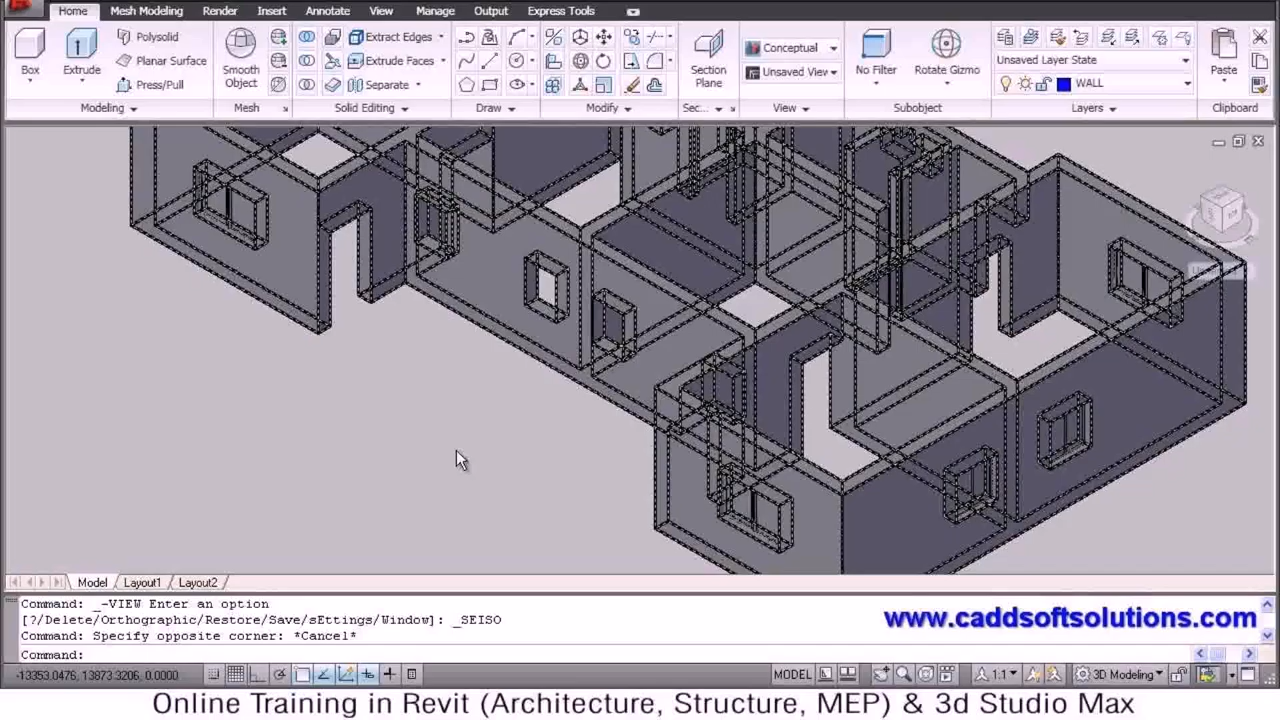 Home Mesh Modeling Render Insert Annotate View Manage Output Express Tools
Box
Extrude
Polysolid
Planar Surface
Press/Pull
Modeling
Smooth Object
Mesh
Extract Edges
Extrude Faces
Separate
Solid Editing
Draw
Modify
Section Plane
Sec...
Conceptual
Unsaved View
View
No Filter
Rotate Gizmo
Subobject
Unsaved Layer State
WALL
Layers
Paste
Clipboard
Model Layout1 Layout2
Command: _-VIEW Enter an option
[?/Delete/Orthographic/Restore/Save/sEttings/Window]: _SEISO
Command: Specify opposite corner: *Cancel*
Command:
www.caddsoftsolutions.com
-13353.0476, 13873.3206, 0.0000
MODEL
1:1
3D Modeling
Online Training in Revit (Architecture, Structure, MEP) & 3d Studio Max